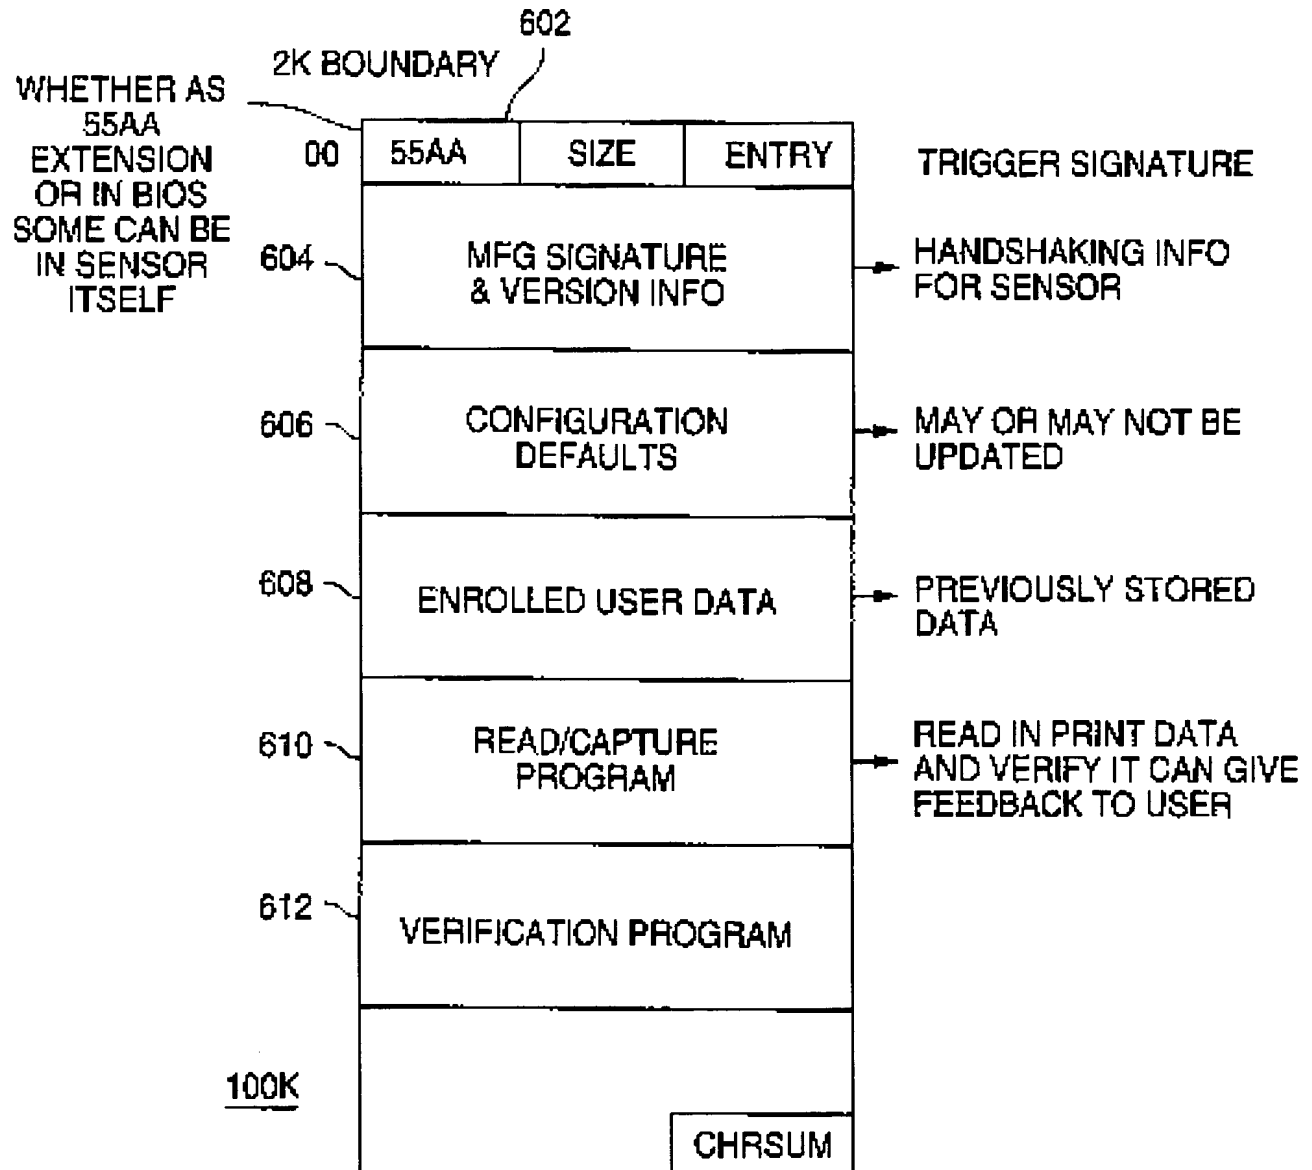 602
2K BOUNDARY
WHETHER AS
55AA
EXTENSION
OR IN BIOS
SOME CAN BE
IN SENSOR
ITSELF
00
55AA
SIZE
ENTRY
TRIGGER SIGNATURE
604
MFG SIGNATURE
& VERSION INFO
HANDSHAKING INFO
FOR SENSOR
606
CONFIGURATION
DEFAULTS
MAY OR MAY NOT BE
UPDATED
608
ENROLLED USER DATA
PREVIOUSLY STORED
DATA
610
READ/CAPTURE
PROGRAM
READ IN PRINT DATA
AND VERIFY IT CAN GIVE
FEEDBACK TO USER
612
VERIFICATION PROGRAM
100K
CHRSUM